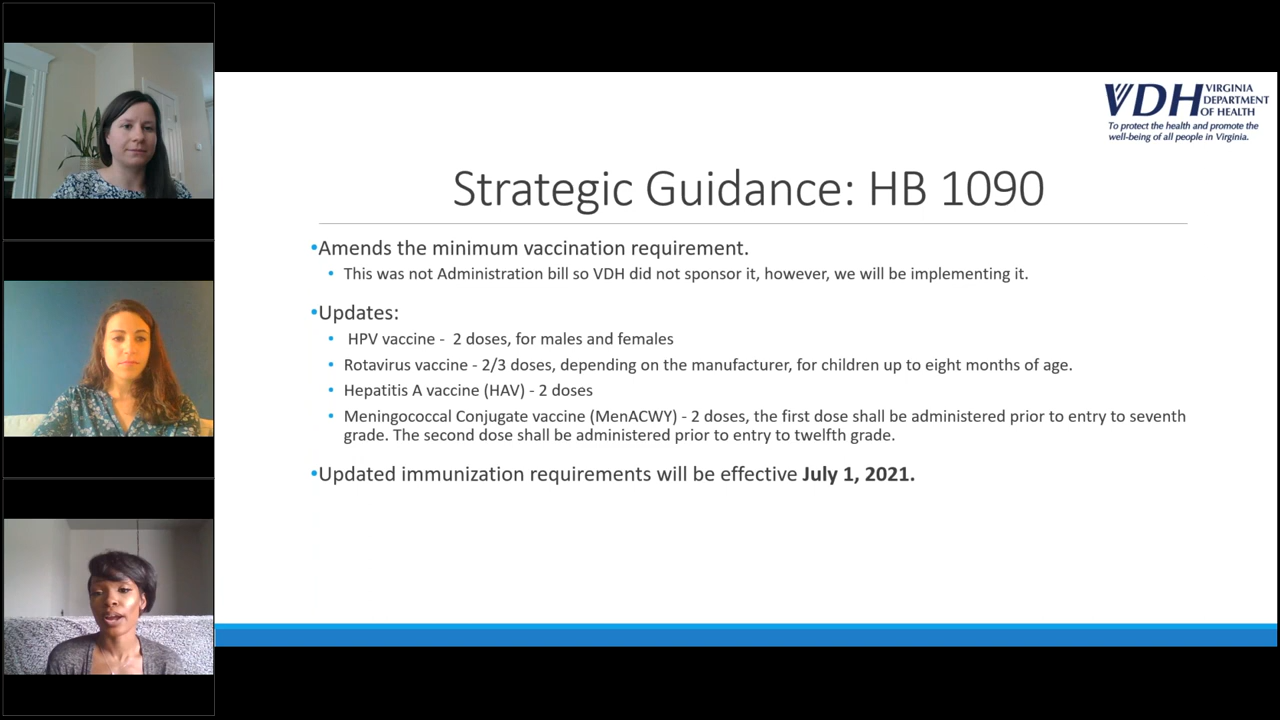 VDH VIRGINIA
DEPARTMENT
OF HEALTH
To protect the health and promote the
well-being of all people in Virginia.
Strategic Guidance: HB 1090
•Amends the minimum vaccination requirement.
• This was not Administration bill so VDH did not sponsor it, however, we will be implementing it.
•Updates:
• HPV vaccine - 2 doses, for males and females
• Rotavirus vaccine - 2/3 doses, depending on the manufacturer, for children up to eight months of age.
• Hepatitis A vaccine (HAV) - 2 doses
• Meningococcal Conjugate vaccine (MenACWY) - 2 doses, the first dose shall be administered prior to entry to seventh
grade. The second dose shall be administered prior to entry to twelfth grade.
•Updated immunization requirements will be effective July 1, 2021.